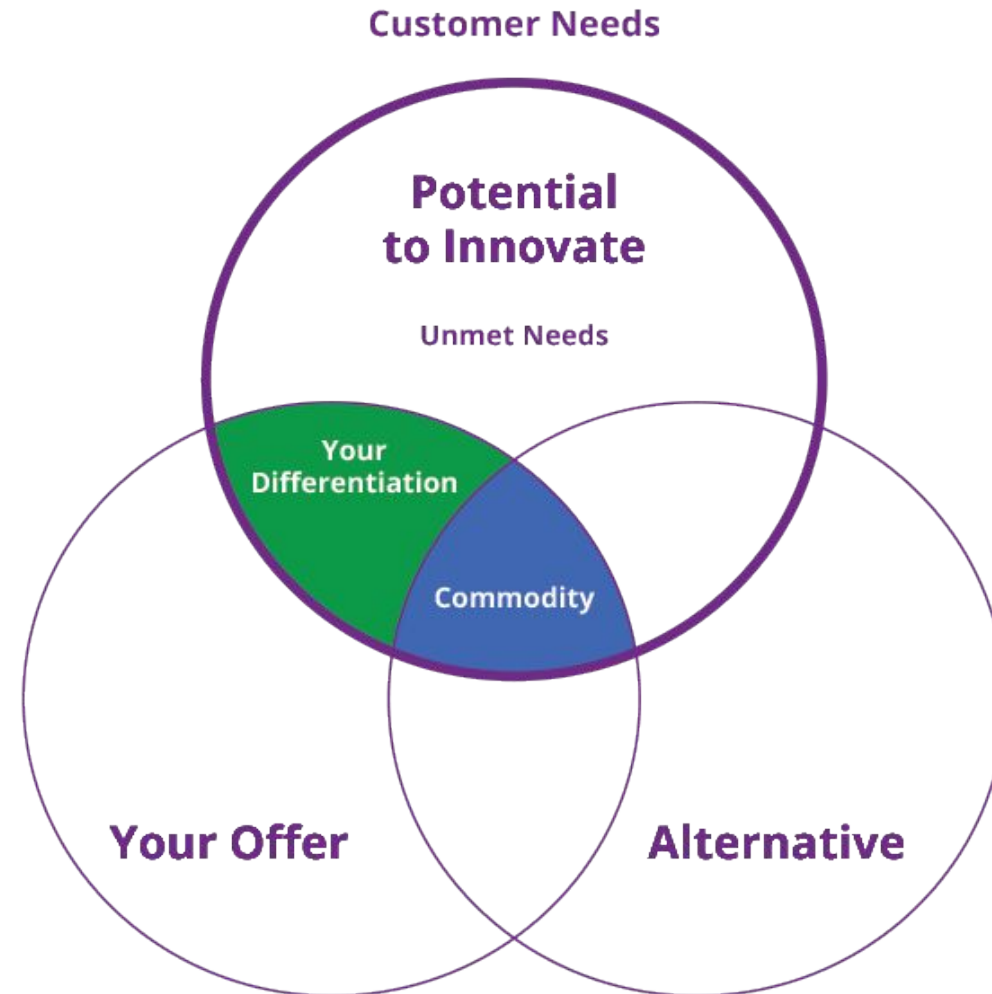 Customer Needs
Potential
to Innovate
Unmet Needs
Your
Differentiation
Commodity
Your Offer
Alternative